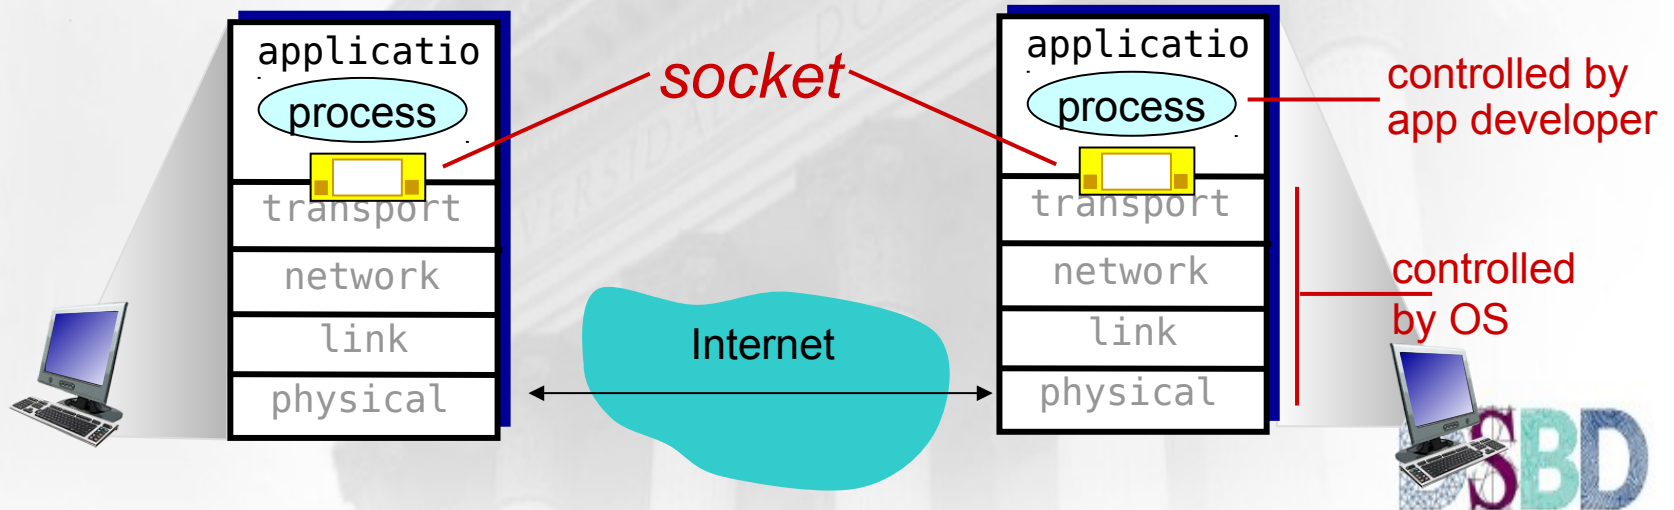 applicatio
process
transport
network
link
physical
socket
Internet
applicatio
process
transport
network
link
physical
controlled by
app developer
controlled
by OS
DSBD